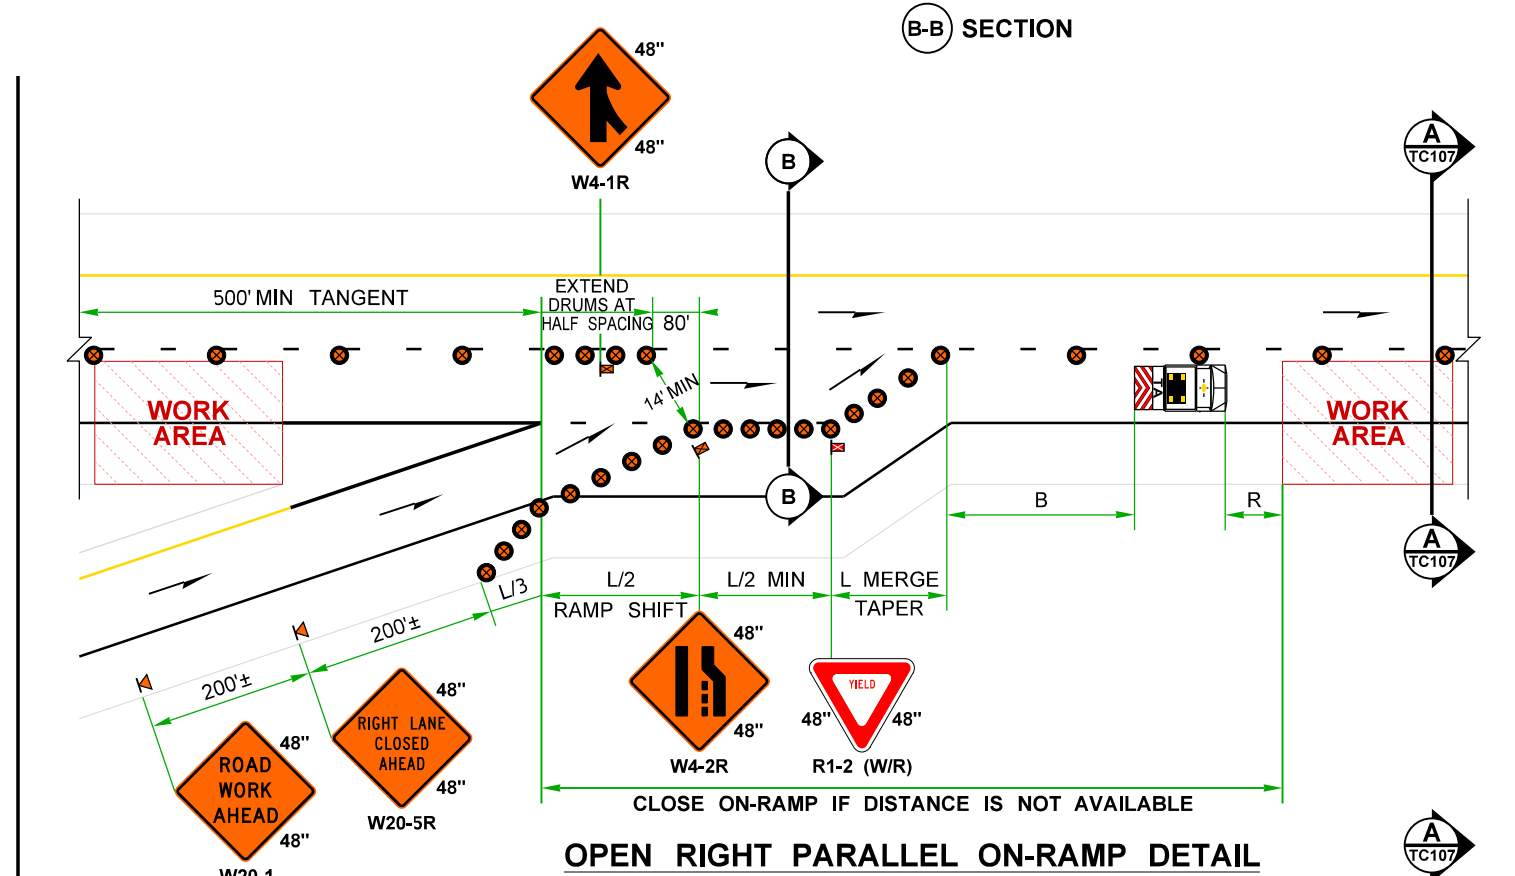 B-B SECTION
48"
48"
W4-1R
B
A
TC107
500' MIN TANGENT
EXTEND
DRUMS AT
HALF SPACING
80'
14' MIN
WORK
AREA
WORK
AREA
B
B
R
A
TC107
L/3
L/2
RAMP SHIFT
L/2 MIN
L MERGE
TAPER
200'±
200'±
48"
48"
W4-2R
YIELD
48"
48"
R1-2 (W/R)
RIGHT LANE
CLOSED
AHEAD
48"
48"
W20-5R
ROAD
WORK
AHEAD
48"
48"
W20-1
CLOSE ON-RAMP IF DISTANCE IS NOT AVAILABLE
OPEN RIGHT PARALLEL ON-RAMP DETAIL
A
TC107